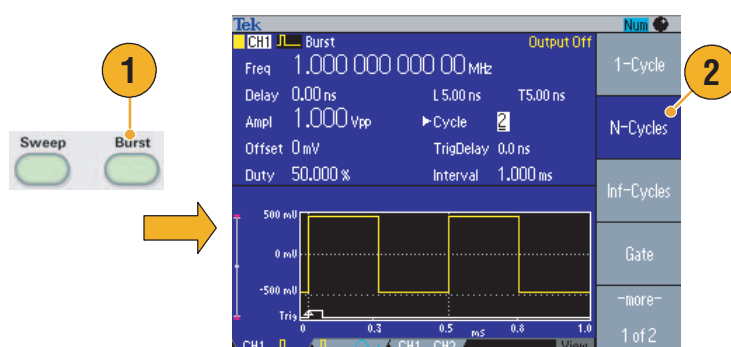 1
Sweep Burst
Tek Num
CH1 Burst Output Off
Freq 1.000 000 000 00 MHz
Delay 0.00 ns L 5.00 ns T5.00 ns
Ampl 1.000 Vpp ►Cycle 2
Offset 0 mV TrigDelay 0.0 ns
Duty 50.000 % Interval 1.000 ms
500 mV
0 mV
-500 mV
Trig
0 0.3 0.5 ms 0.8 1.0
CH1 CH1 CH2 View
1-Cycle
2
N-Cycles
Inf-Cycles
Gate
-more-
1 of 2